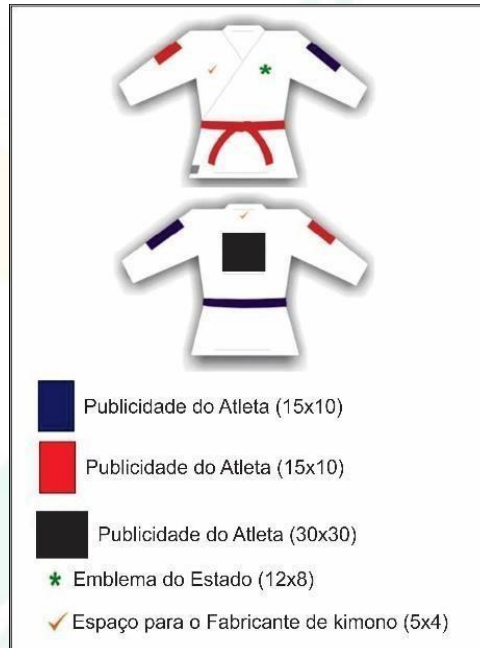 Publicidade do Atleta (15x10)
Publicidade do Atleta (15x10)
Publicidade do Atleta (30x30)
Emblema do Estado (12x8)
Espaço para o Fabricante de kimono (5x4)